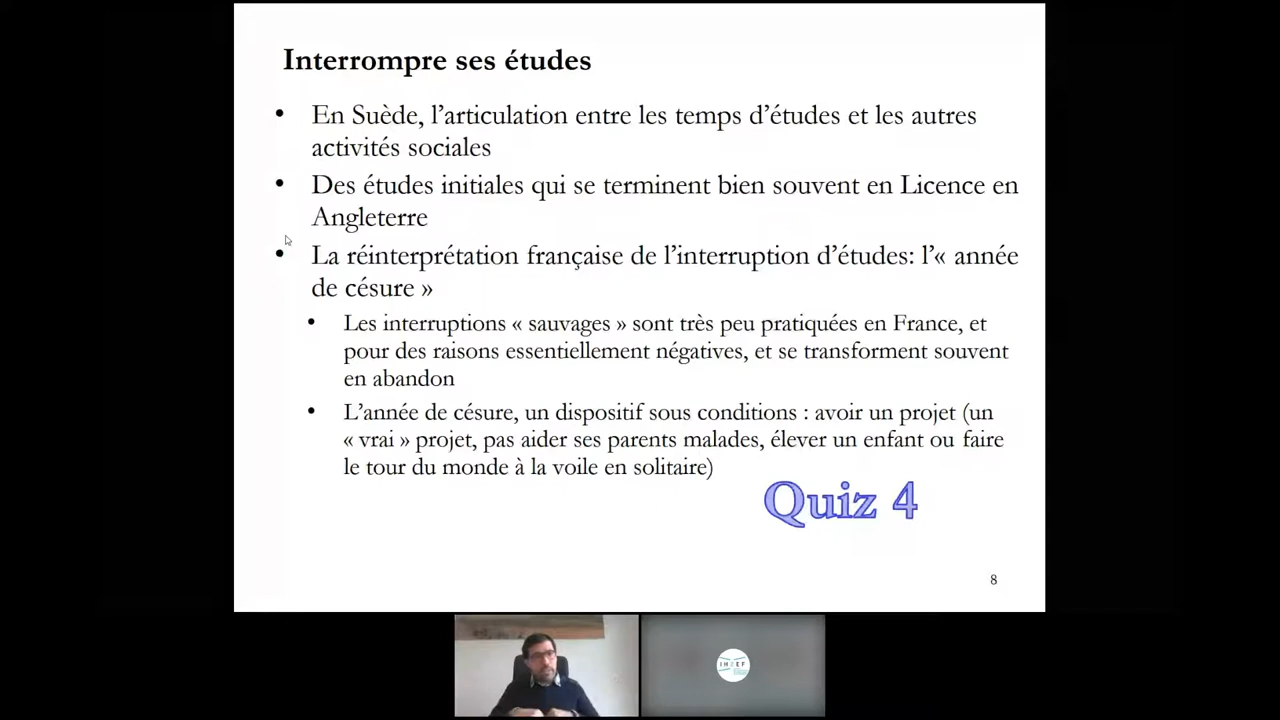 Interrompre ses études
• En Suède, l’articulation entre les temps d’études et les autres
activités sociales
• Des études initiales qui se terminent bien souvent en Licence en
Angleterre
• La réinterprétation française de l’interruption d’études: l’« année
de césure »
• Les interruptions « sauvages » sont très peu pratiquées en France, et
pour des raisons essentiellement négatives, et se transforment souvent
en abandon
• L’année de césure, un dispositif sous conditions : avoir un projet (un
« vrai » projet, pas aider ses parents malades, élever un enfant ou faire
le tour du monde à la voile en solitaire)
Quiz 4
8
IH2EF